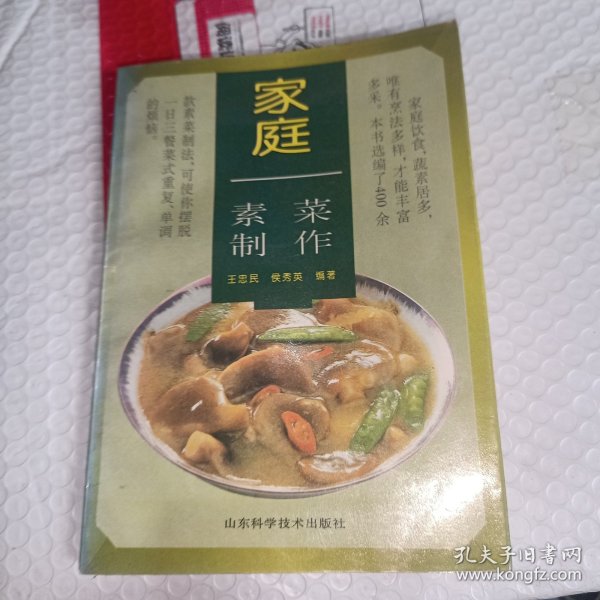 家庭
素菜
制作
王忠民 侯秀英 编著
家庭饮食，蔬素居多，
唯有烹法多样，才能丰富
多采。本书选编了400余
款素菜制法，可使你摆脱
一日三餐菜式重复、单调
的烦恼。
山东科学技术出版社
孔夫子旧书网
www.kongfz.com